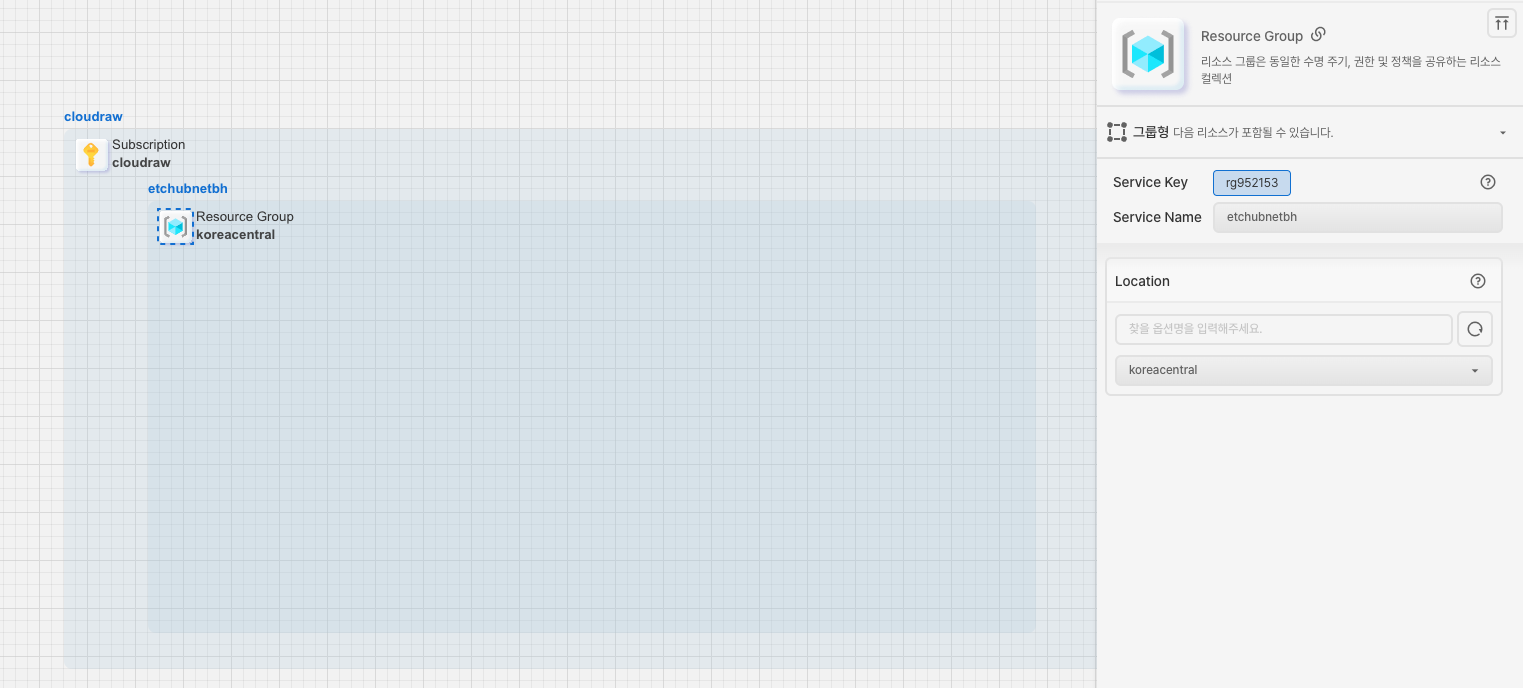 cloudraw
Subscription
cloudraw
etchubnetbh
Resource Group
koreacentral
Resource Group
리소스 그룹은 동일한 수명 주기, 권한 및 정책을 공유하는 리소스
컬렉션
그룹형 다음 리소스가 포함될 수 있습니다.
Service Key rg952153
Service Name etchubnetbh
Location
찾을 옵션명을 입력해주세요.
koreacentral